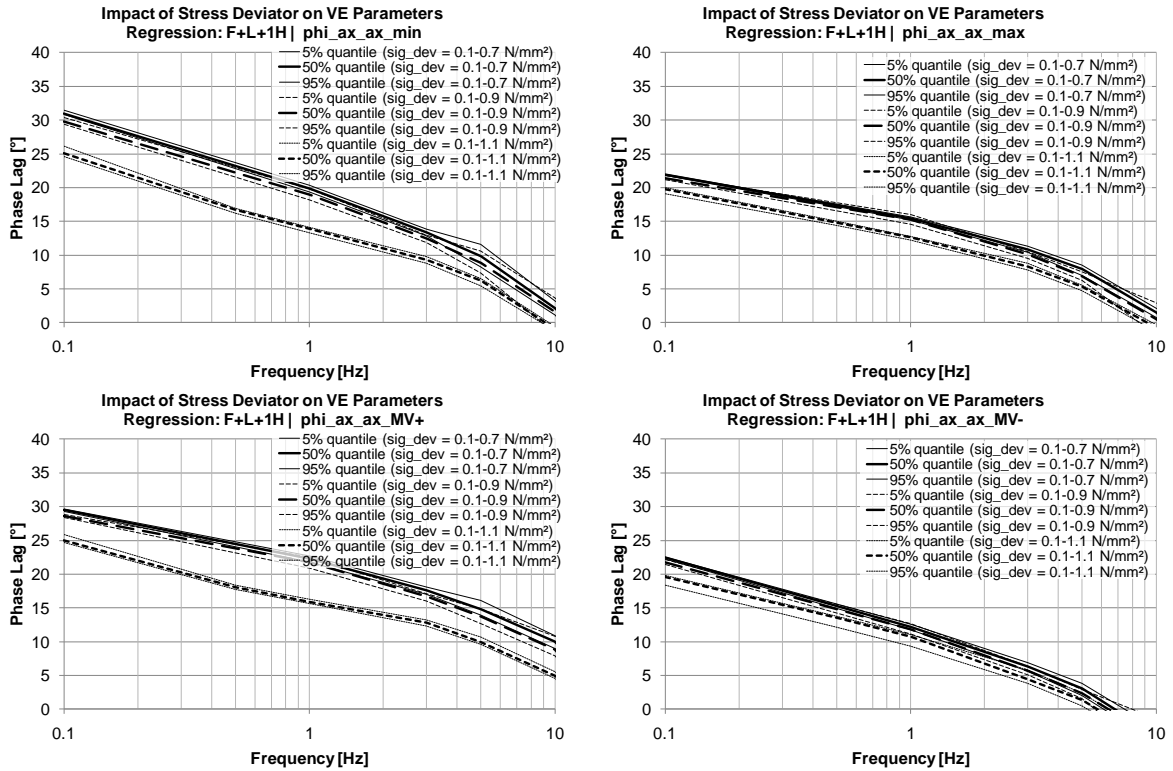 Impact of Stress Deviator on VE Parameters
Regression: F+L+1H | phi_ax_ax_min
40
35
30
25
20
15
10
5
0
Phase Lag [°]
5% quantile (sig_dev = 0.1-0.7 N/mm²)
50% quantile (sig_dev = 0.1-0.7 N/mm²)
95% quantile (sig_dev = 0.1-0.7 N/mm²)
5% quantile (sig_dev = 0.1-0.9 N/mm²)
50% quantile (sig_dev = 0.1-0.9 N/mm²)
95% quantile (sig_dev = 0.1-0.9 N/mm²)
5% quantile (sig_dev = 0.1-1.1 N/mm²)
50% quantile (sig_dev = 0.1-1.1 N/mm²)
95% quantile (sig_dev = 0.1-1.1 N/mm²)
0.1 1 10
Frequency [Hz]
Impact of Stress Deviator on VE Parameters
Regression: F+L+1H | phi_ax_ax_max
40
35
30
25
20
15
10
5
0
Phase Lag [°]
5% quantile (sig_dev = 0.1-0.7 N/mm²)
50% quantile (sig_dev = 0.1-0.7 N/mm²)
95% quantile (sig_dev = 0.1-0.7 N/mm²)
5% quantile (sig_dev = 0.1-0.9 N/mm²)
50% quantile (sig_dev = 0.1-0.9 N/mm²)
95% quantile (sig_dev = 0.1-0.9 N/mm²)
5% quantile (sig_dev = 0.1-1.1 N/mm²)
50% quantile (sig_dev = 0.1-1.1 N/mm²)
95% quantile (sig_dev = 0.1-1.1 N/mm²)
0.1 1 10
Frequency [Hz]
Impact of Stress Deviator on VE Parameters
Regression: F+L+1H | phi_ax_ax_MV+
40
35
30
25
20
15
10
5
0
Phase Lag [°]
5% quantile (sig_dev = 0.1-0.7 N/mm²)
50% quantile (sig_dev = 0.1-0.7 N/mm²)
95% quantile (sig_dev = 0.1-0.7 N/mm²)
5% quantile (sig_dev = 0.1-0.9 N/mm²)
50% quantile (sig_dev = 0.1-0.9 N/mm²)
95% quantile (sig_dev = 0.1-0.9 N/mm²)
5% quantile (sig_dev = 0.1-1.1 N/mm²)
50% quantile (sig_dev = 0.1-1.1 N/mm²)
95% quantile (sig_dev = 0.1-1.1 N/mm²)
0.1 1 10
Frequency [Hz]
Impact of Stress Deviator on VE Parameters
Regression: F+L+1H | phi_ax_ax_MV-
40
35
30
25
20
15
10
5
0
Phase Lag [°]
5% quantile (sig_dev = 0.1-0.7 N/mm²)
50% quantile (sig_dev = 0.1-0.7 N/mm²)
95% quantile (sig_dev = 0.1-0.7 N/mm²)
5% quantile (sig_dev = 0.1-0.9 N/mm²)
50% quantile (sig_dev = 0.1-0.9 N/mm²)
95% quantile (sig_dev = 0.1-0.9 N/mm²)
5% quantile (sig_dev = 0.1-1.1 N/mm²)
50% quantile (sig_dev = 0.1-1.1 N/mm²)
95% quantile (sig_dev = 0.1-1.1 N/mm²)
0.1 1 10
Frequency [Hz]